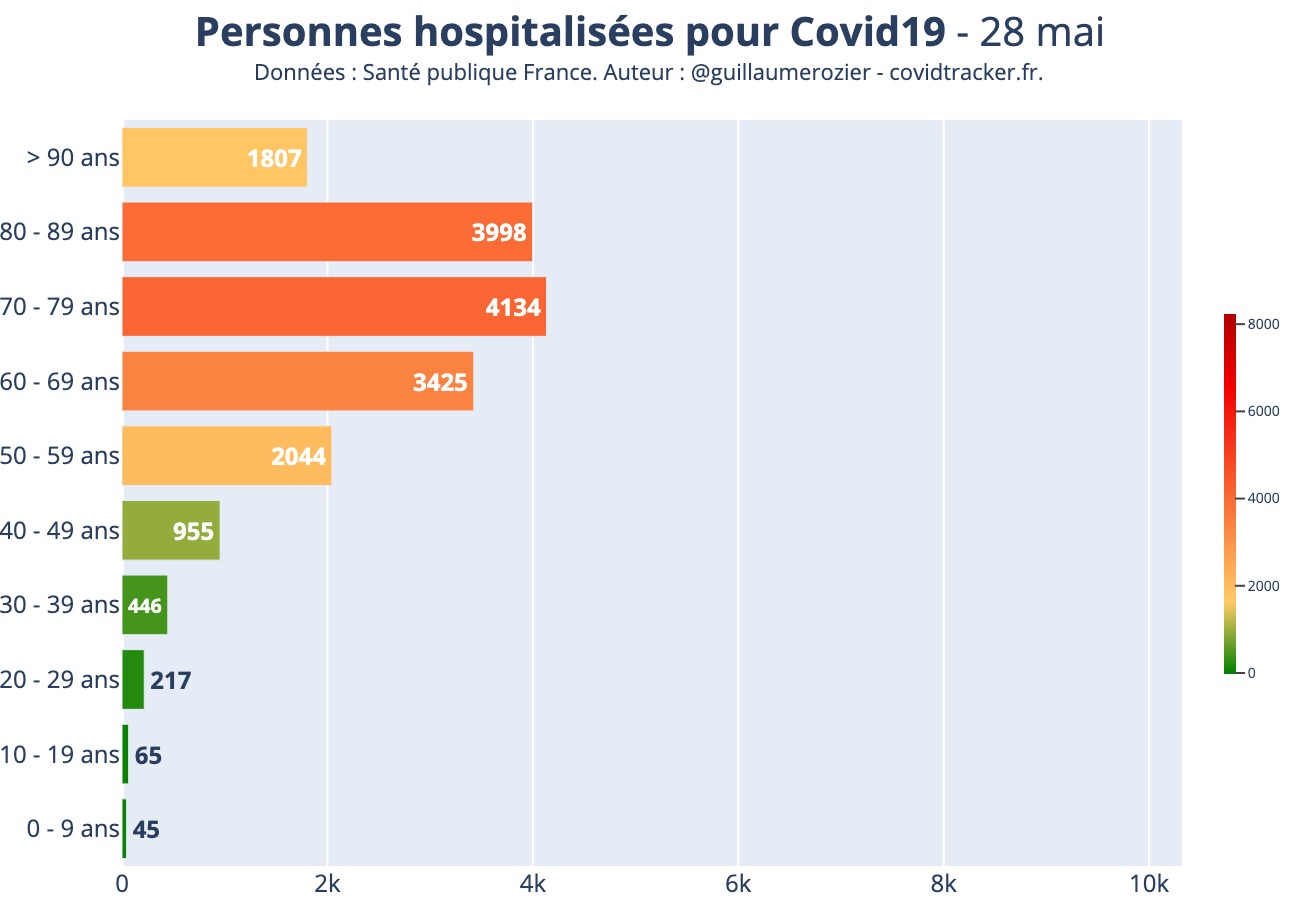 Personnes hospitalisées pour Covid19 - 28 mai
Données : Santé publique France. Auteur : @guillaumerozier - covidtracker.fr.
> 90 ans 1807
80 - 89 ans 3998
70 - 79 ans 4134
60 - 69 ans 3425
50 - 59 ans 2044
40 - 49 ans 955
30 - 39 ans 446
20 - 29 ans 217
10 - 19 ans 65
0 - 9 ans 45
0 2k 4k 6k 8k 10k
8000
6000
4000
2000
0